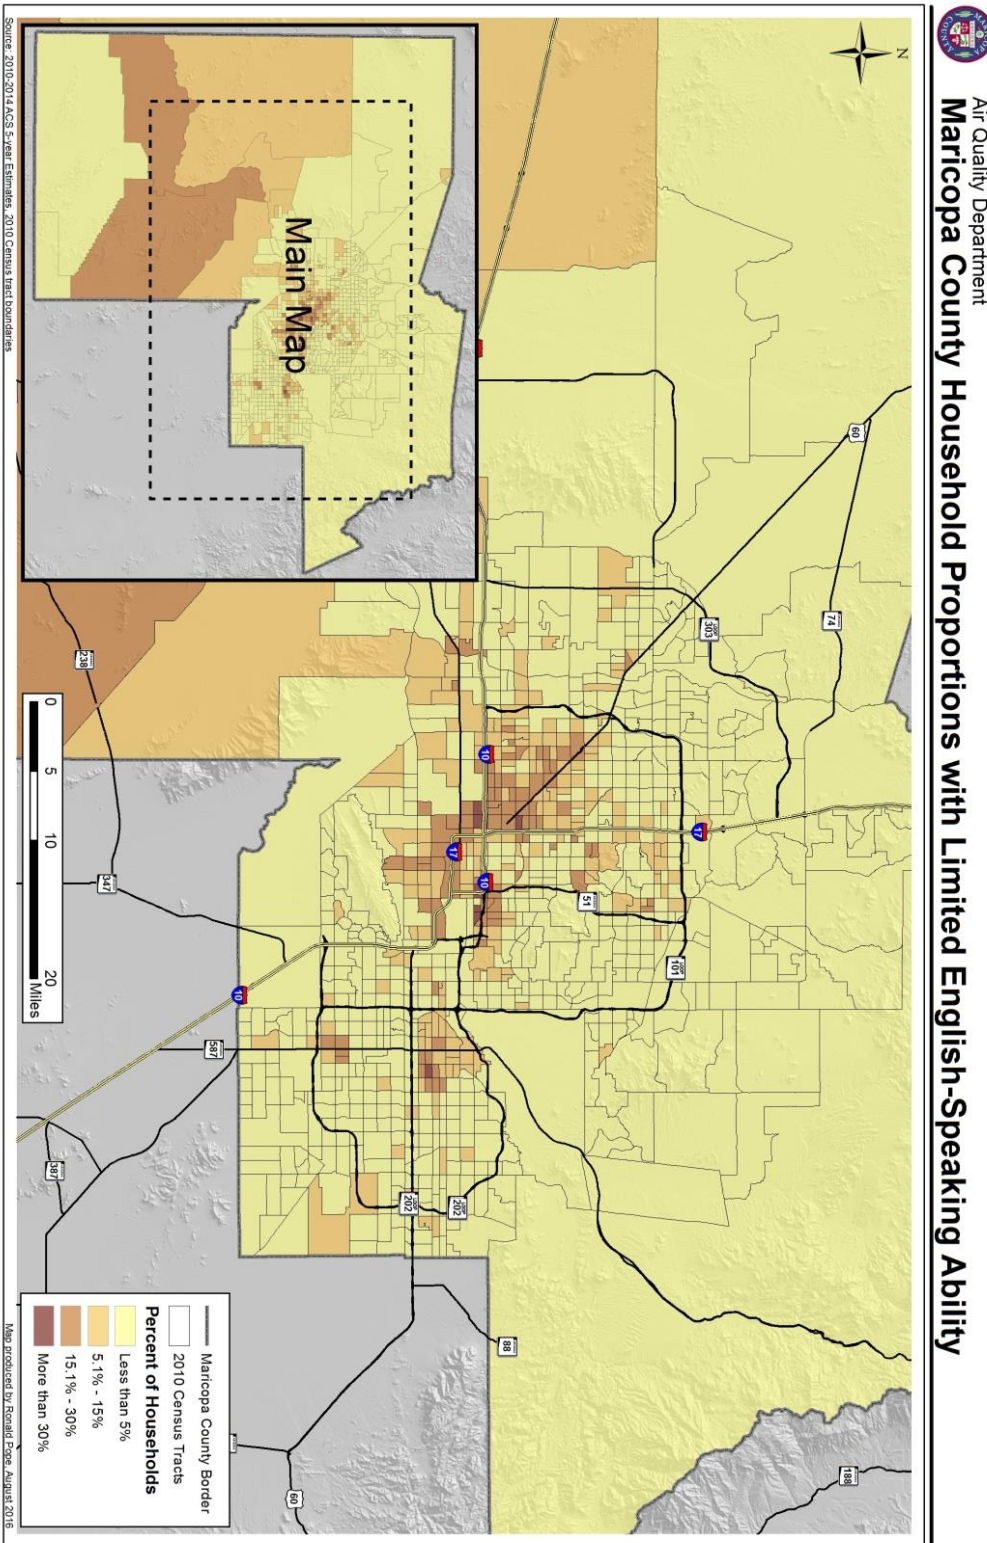 Air Quality Department
Maricopa County Household Proportions with Limited English-Speaking Ability
MARICOPA
COUNTY
N
Main Map
60
74
303
17
101
51
10
17
10
202
202
88
188
238
347
10
587
387
60
0 5 10 20
Miles
Maricopa County Border
2010 Census Tracts
Percent of Households
Less than 5%
5.1% - 15%
15.1% - 30%
More than 30%
Source: 2010-2014 ACS 5-year Estimates, 2010 Census tract boundaries
Map produced by Ronald Pope, August 2016